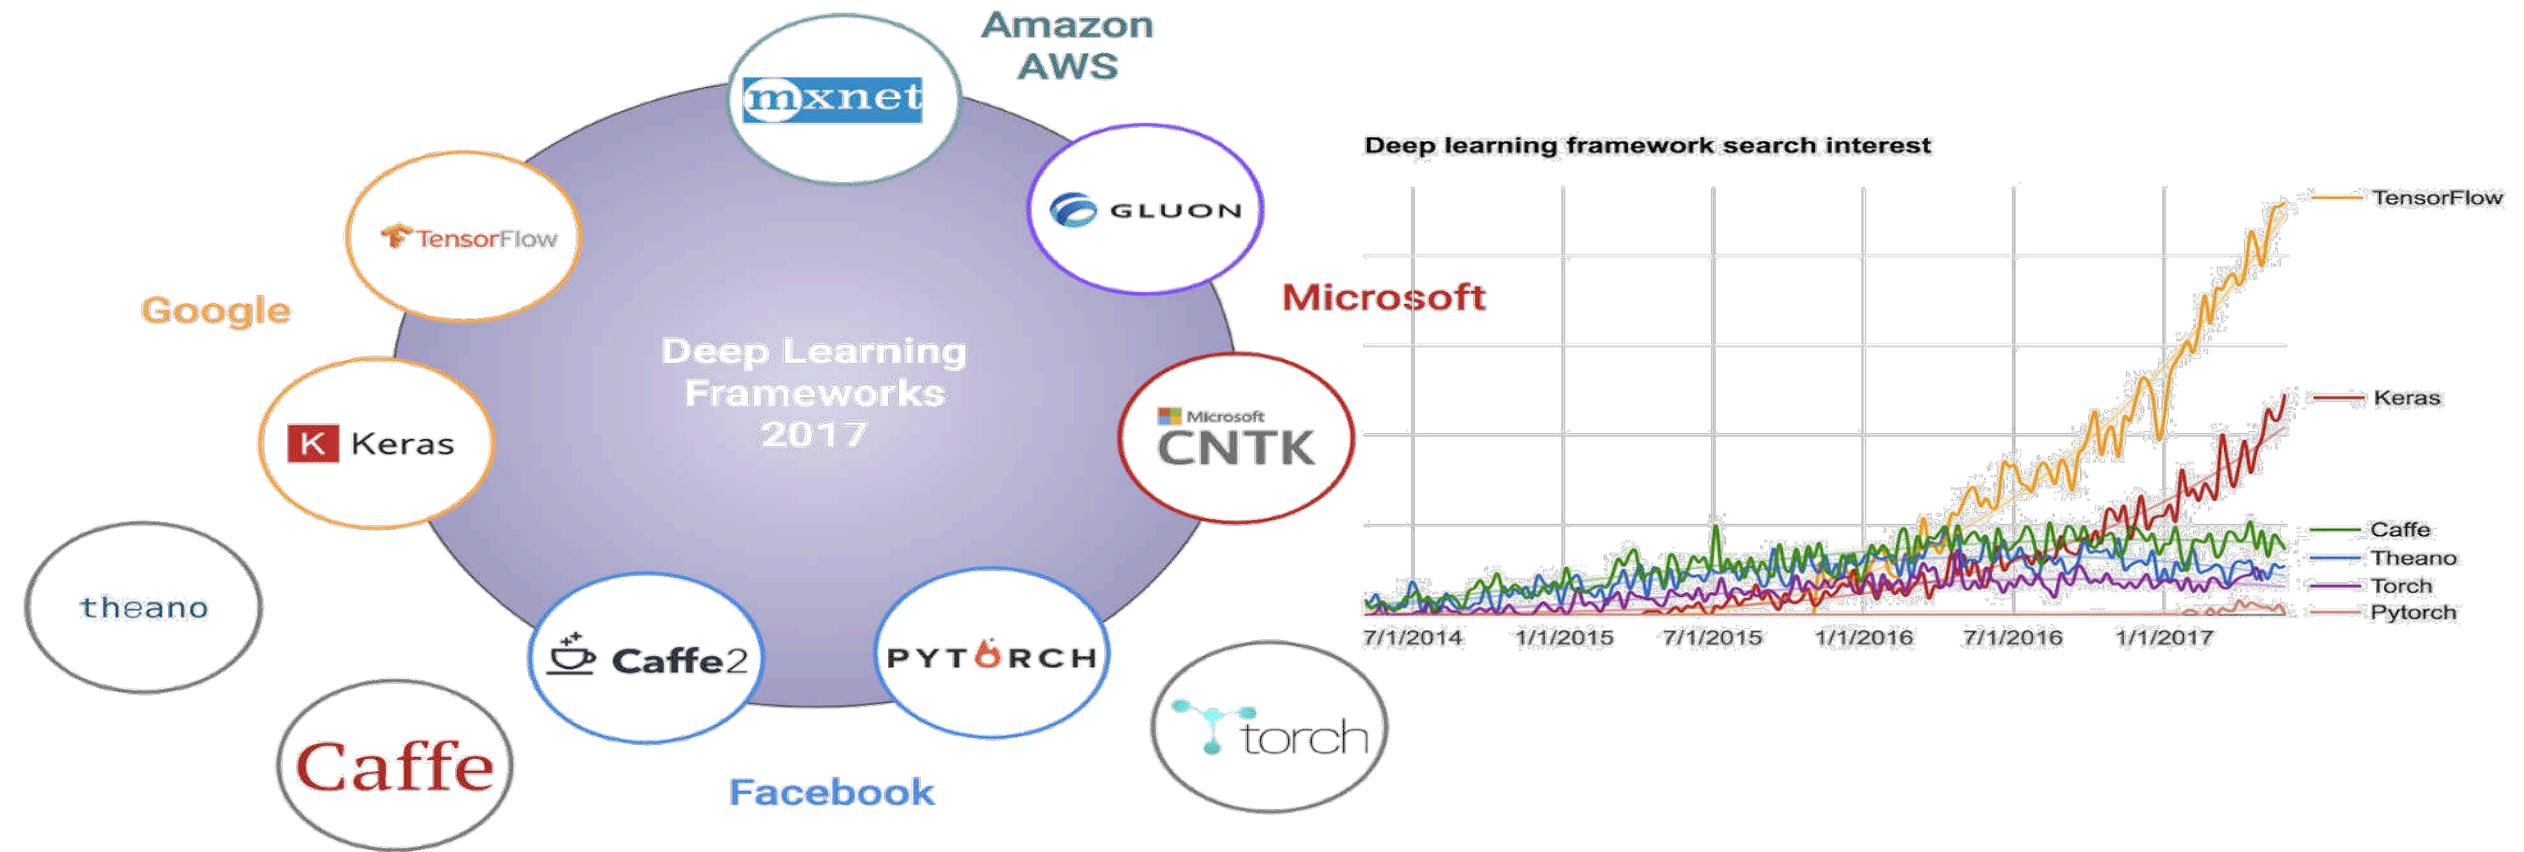 Amazon
AWS
mxnet
GLUON
TensorFlow
Google
Microsoft
Deep Learning
Frameworks
2017
Keras
Microsoft
CNTK
theano
Caffe2
PYTORCH
torch
Caffe
Facebook
Deep learning framework search interest
TensorFlow
Keras
Caffe
Theano
Torch
Pytorch
7/1/2014 1/1/2015 7/1/2015 1/1/2016 7/1/2016 1/1/2017